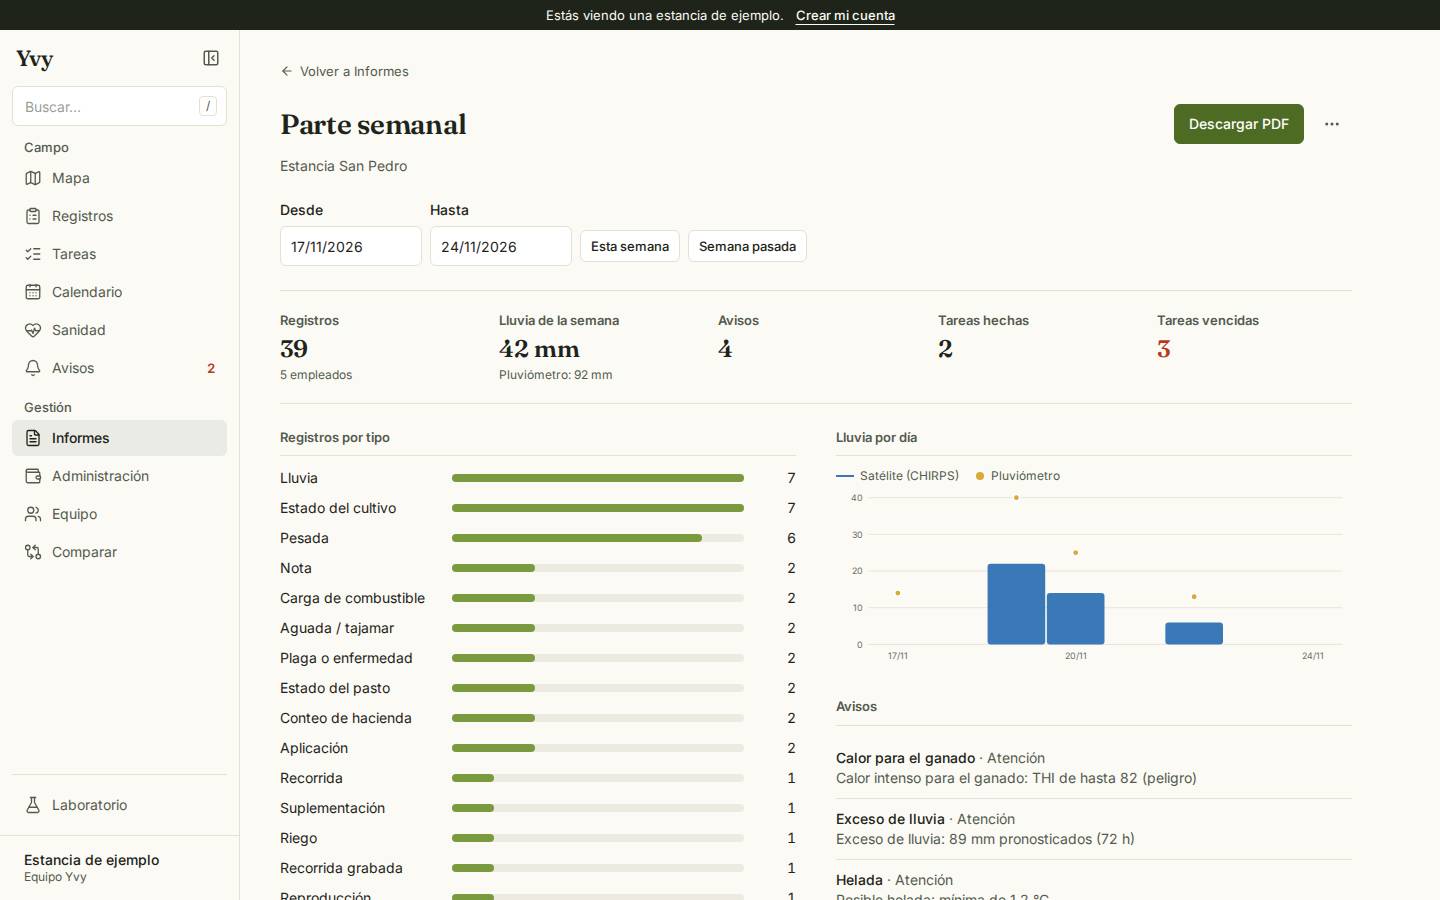 Estás viendo una estancia de ejemplo. Crear mi cuenta
Yvy
Buscar... /
Campo
Mapa
Registros
Tareas
Calendario
Sanidad
Avisos 2
Gestión
Informes
Administración
Equipo
Comparar
Laboratorio
Estancia de ejemplo
Equipo Yvy
Volver a Informes
Parte semanal
Descargar PDF
Estancia San Pedro
Desde Hasta
17/11/2026 24/11/2026 Esta semana Semana pasada
Registros Lluvia de la semana Avisos Tareas hechas Tareas vencidas
39 42 mm 4 2 3
5 empleados Pluviómetro: 92 mm
Registros por tipo
Lluvia 7
Estado del cultivo 7
Pesada 6
Nota 2
Carga de combustible 2
Aguada / tajamar 2
Plaga o enfermedad 2
Estado del pasto 2
Conteo de hacienda 2
Aplicación 2
Recorrida 1
Suplementación 1
Riego 1
Recorrida grabada 1
Reproducción 1
Lluvia por día
Satélite (CHIRPS) Pluviómetro
40
30
20
10
0
17/11 20/11 24/11
Avisos
Calor para el ganado · Atención
Calor intenso para el ganado: THI de hasta 82 (peligro)
Exceso de lluvia · Atención
Exceso de lluvia: 89 mm pronosticados (72 h)
Helada · Atención
Posible helada: mínima de 1.2 °C